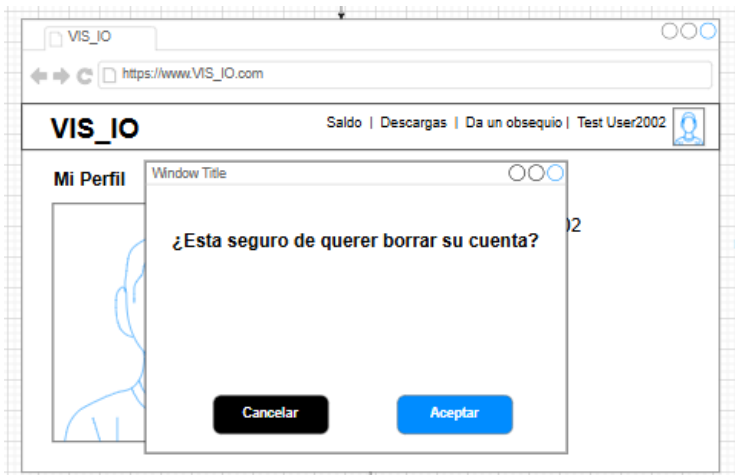 VIS_IO
https://www.VIS_IO.com
VIS_IO
Saldo | Descargas | Da un obsequio | Test User2002
Mi Perfil
Window Title
02
¿Esta seguro de querer borrar su cuenta?
Cancelar
Aceptar